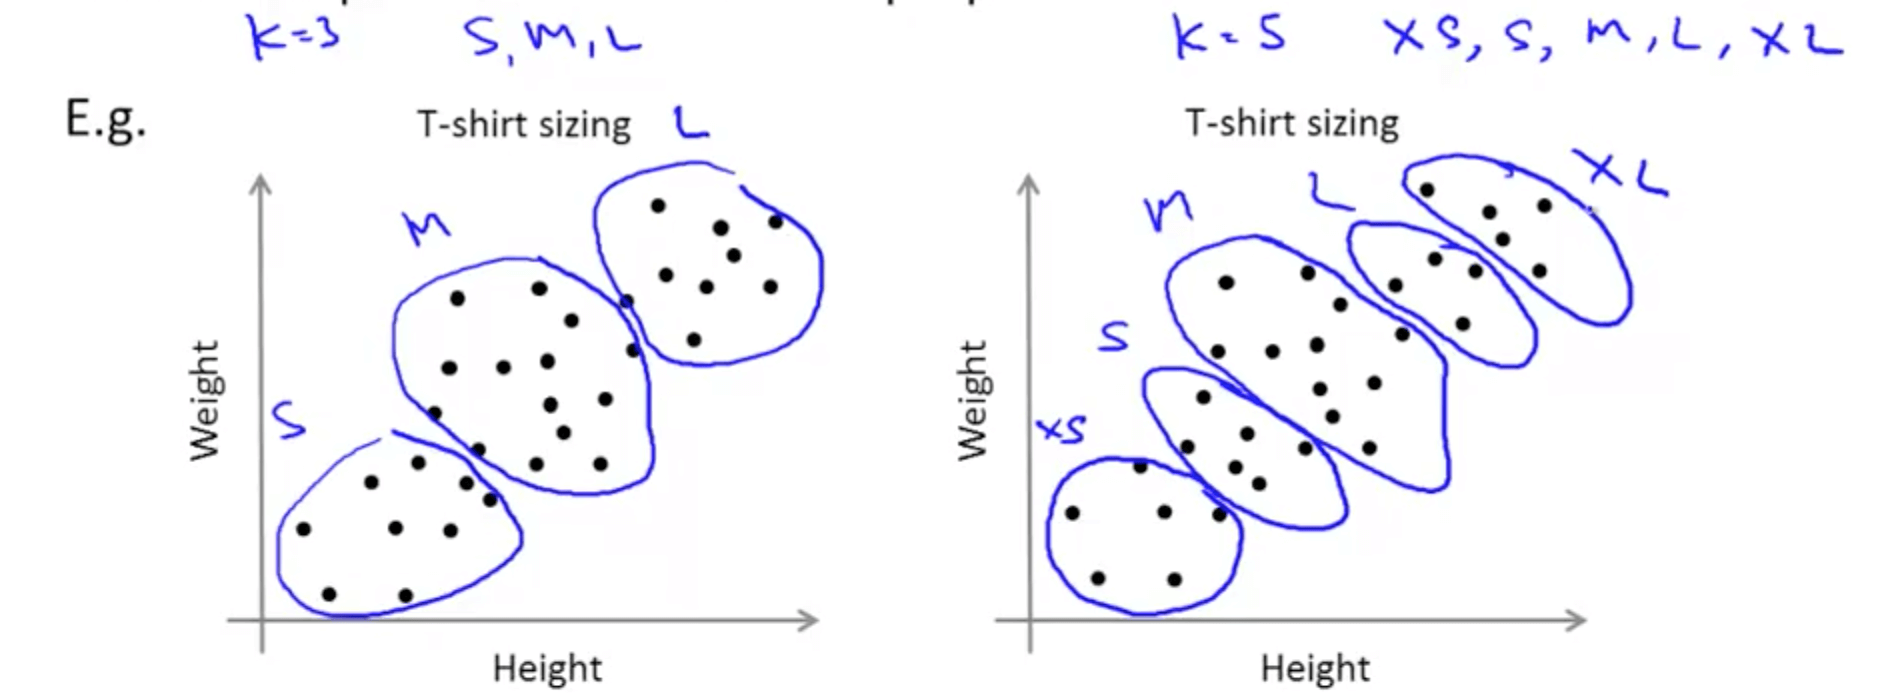 K=3 S, M, L
K=5 XS, S, M, L, XL
E.g.
T-shirt sizing
L
M
S
Weight
Height
T-shirt sizing
XL
L
M
S
XS
Weight
Height